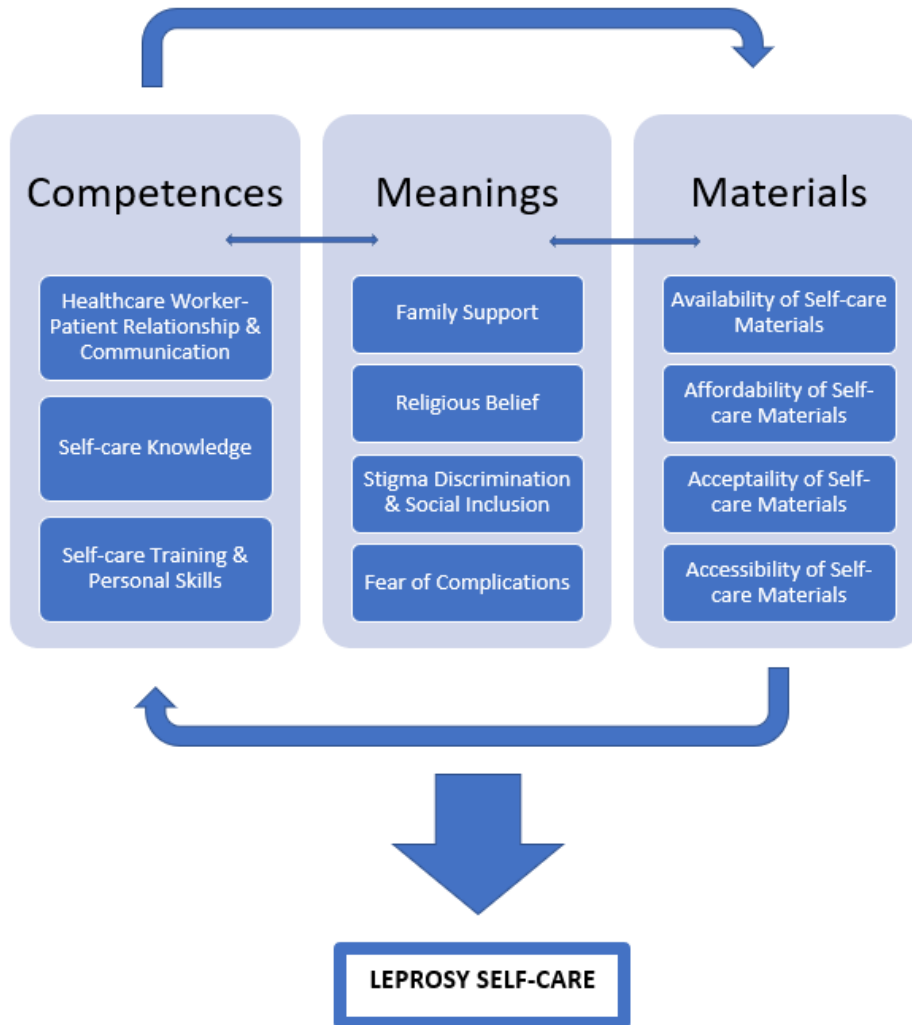 Competences
Healthcare Worker-
Patient Relationship &
Communication
Self-care Knowledge
Self-care Training &
Personal Skills
Meanings
Family Support
Religious Belief
Stigma Discrimination
& Social Inclusion
Fear of Complications
Materials
Availability of Self-care
Materials
Affordability of Self-
care Materials
Acceptaility of Self-
care Materials
Accessibility of Self-
care Materials
LEPROSY SELF-CARE